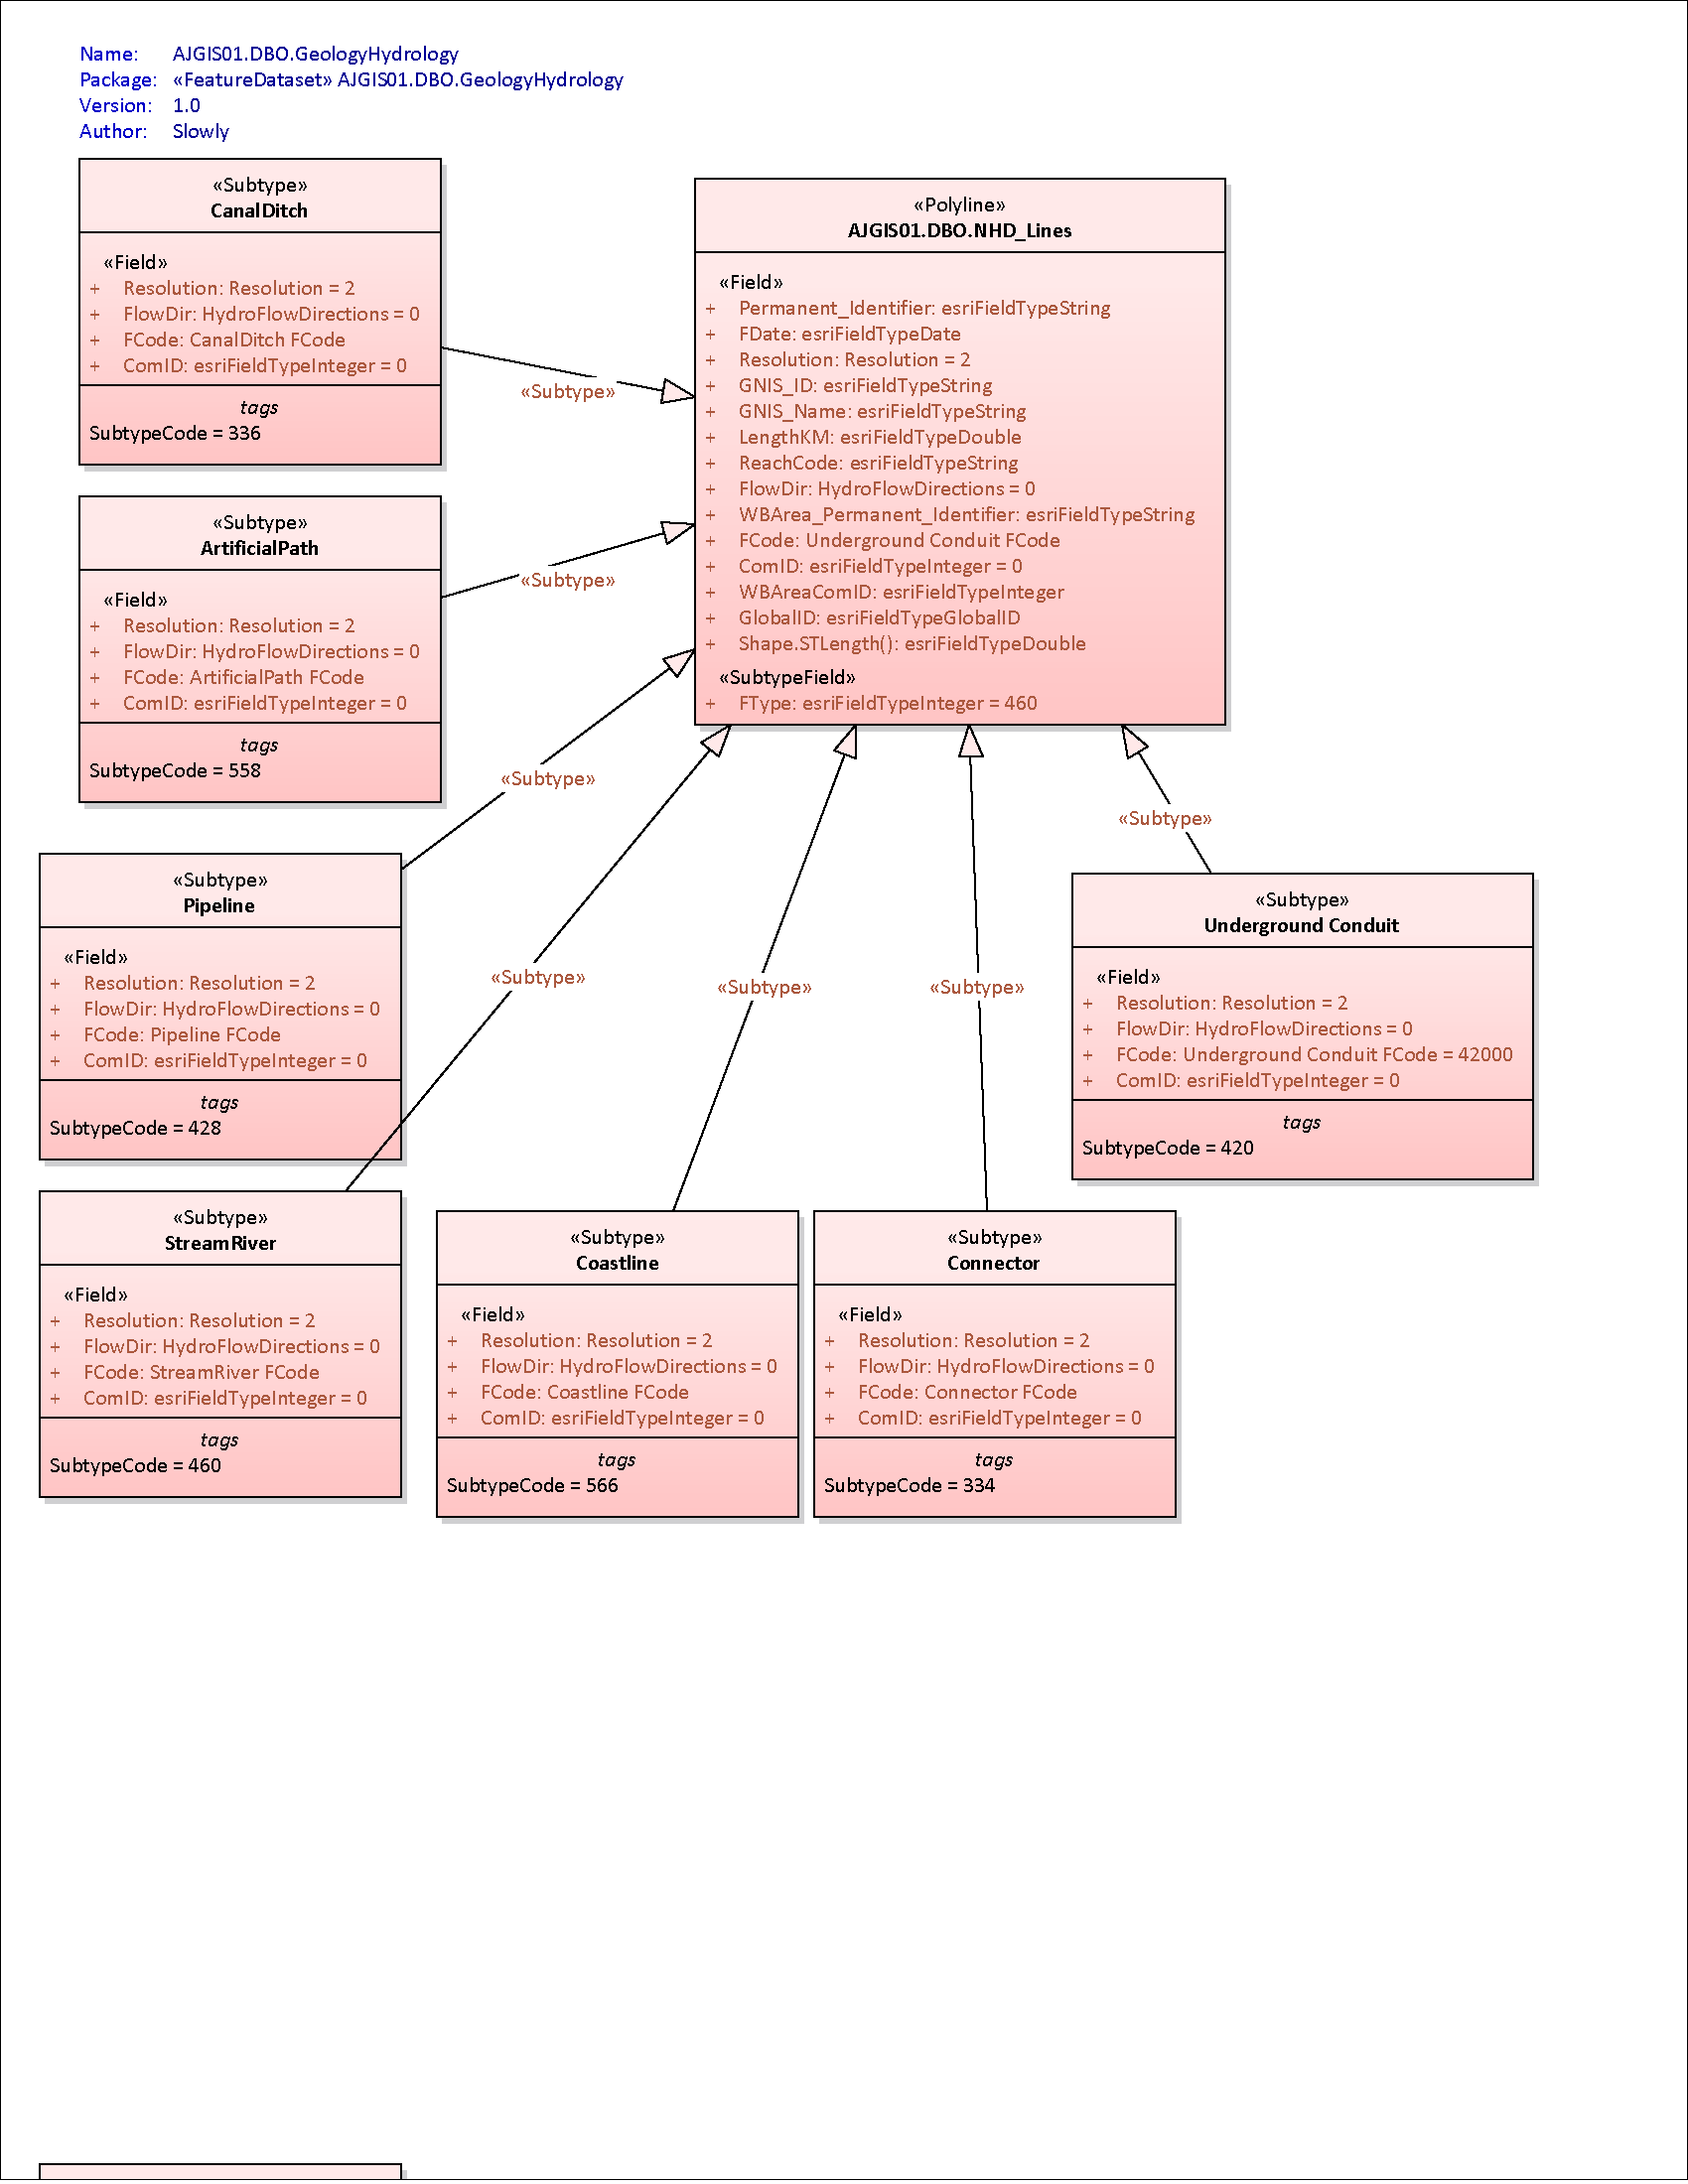 Name: AJGIS01.DBO.GeologyHydrology
Package: «FeatureDataset» AJGIS01.DBO.GeologyHydrology
Version: 1.0
Author: Slowly
«Subtype»
CanalDitch
«Field»
+ Resolution: Resolution = 2
+ FlowDir: HydroFlowDirections = 0
+ FCode: CanalDitch FCode
+ ComID: esriFieldTypeInteger = 0
tags
SubtypeCode = 336
«Polyline»
AJGIS01.DBO.NHD_Lines
«Field»
+ Permanent_Identifier: esriFieldTypeString
+ FDate: esriFieldTypeDate
+ Resolution: Resolution = 2
+ GNIS_ID: esriFieldTypeString
+ GNIS_Name: esriFieldTypeString
+ LengthKM: esriFieldTypeDouble
+ ReachCode: esriFieldTypeString
+ FlowDir: HydroFlowDirections = 0
+ WBArea_Permanent_Identifier: esriFieldTypeString
+ FCode: Underground Conduit FCode
+ ComID: esriFieldTypeInteger = 0
+ WBAreaComID: esriFieldTypeInteger
+ GlobalID: esriFieldTypeGlobalID
+ Shape.STLength(): esriFieldTypeDouble
«SubtypeField»
+ FType: esriFieldTypeInteger = 460
«Subtype»
«Subtype»
ArtificialPath
«Field»
+ Resolution: Resolution = 2
+ FlowDir: HydroFlowDirections = 0
+ FCode: ArtificialPath FCode
+ ComID: esriFieldTypeInteger = 0
tags
SubtypeCode = 558
«Subtype»
«Subtype»
«Subtype»
«Subtype»
Pipeline
«Field»
+ Resolution: Resolution = 2
+ FlowDir: HydroFlowDirections = 0
+ FCode: Pipeline FCode
+ ComID: esriFieldTypeInteger = 0
tags
SubtypeCode = 428
«Subtype»
«Subtype»
«Subtype»
«Subtype»
Underground Conduit
«Field»
+ Resolution: Resolution = 2
+ FlowDir: HydroFlowDirections = 0
+ FCode: Underground Conduit FCode = 42000
+ ComID: esriFieldTypeInteger = 0
tags
SubtypeCode = 420
«Subtype»
StreamRiver
«Field»
+ Resolution: Resolution = 2
+ FlowDir: HydroFlowDirections = 0
+ FCode: StreamRiver FCode
+ ComID: esriFieldTypeInteger = 0
tags
SubtypeCode = 460
«Subtype»
Coastline
«Field»
+ Resolution: Resolution = 2
+ FlowDir: HydroFlowDirections = 0
+ FCode: Coastline FCode
+ ComID: esriFieldTypeInteger = 0
tags
SubtypeCode = 566
«Subtype»
Connector
«Field»
+ Resolution: Resolution = 2
+ FlowDir: HydroFlowDirections = 0
+ FCode: Connector FCode
+ ComID: esriFieldTypeInteger = 0
tags
SubtypeCode = 334